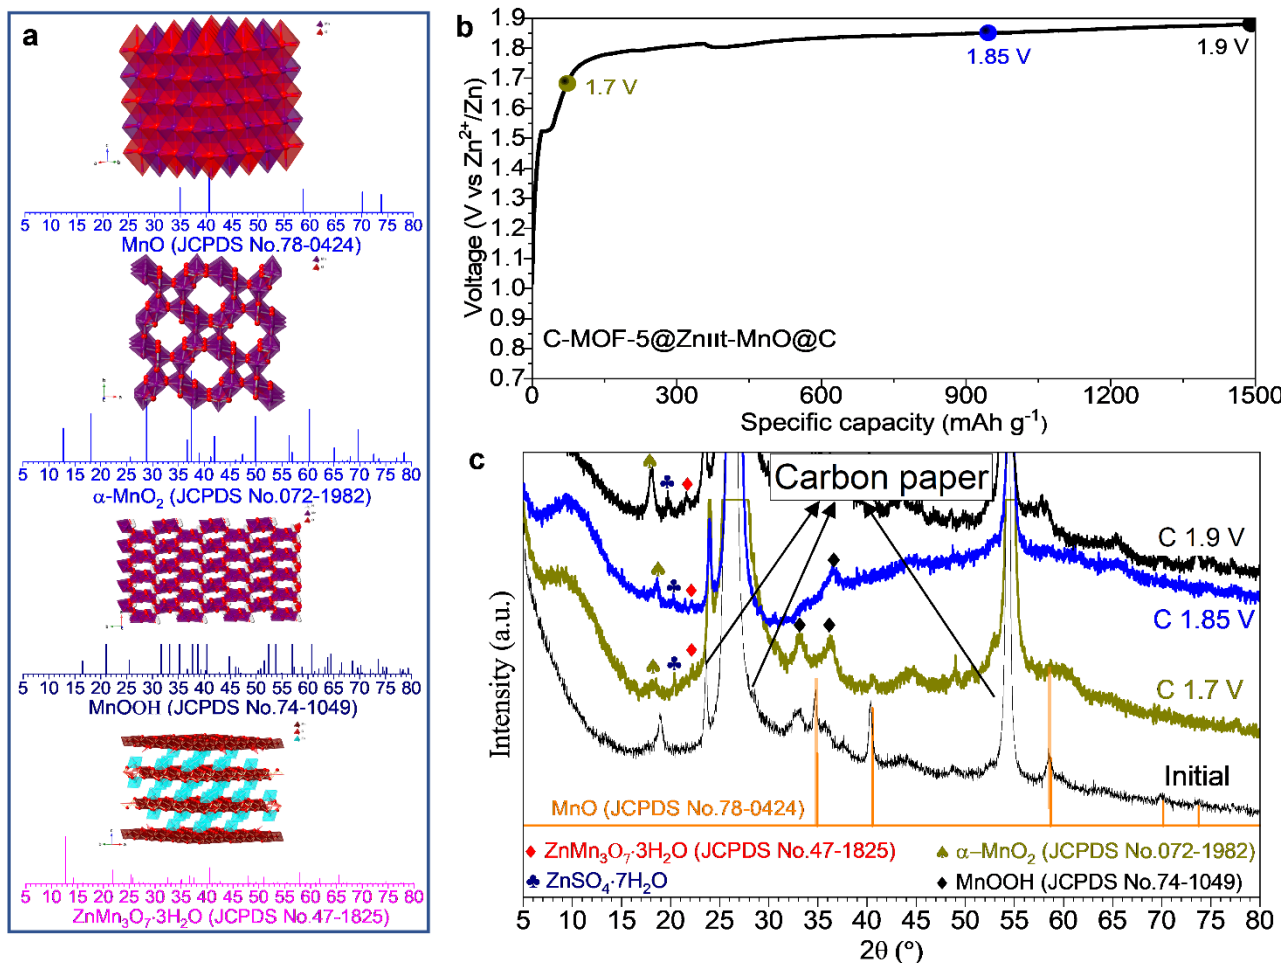 a
5 10 15 20 25 30 35 40 45 50 55 60 65 70 75 80
MnO (JCPDS No.78-0424)
5 10 15 20 25 30 35 40 45 50 55 60 65 70 75 80
α-MnO₂ (JCPDS No.072-1982)
5 10 15 20 25 30 35 40 45 50 55 60 65 70 75 80
MnOOH (JCPDS No.74-1049)
5 10 15 20 25 30 35 40 45 50 55 60 65 70 75 80
ZnMn₃O₇·3H₂O (JCPDS No.47-1825)
b
Voltage (V vs Zn²⁺/Zn)
1.9
1.8
1.7
1.6
1.5
1.4
1.3
1.2
1.1
1.0
0.9
0.8
0.7
1.7 V
1.85 V
1.9 V
C-MOF-5@Znııt-MnO@C
0 300 600 900 1200 1500
Specific capacity (mAh g⁻¹)
c
Carbon paper
Intensity (a.u.)
C 1.9 V
C 1.85 V
C 1.7 V
Initial
MnO (JCPDS No.78-0424)
♦ ZnMn₃O₇·3H₂O (JCPDS No.47-1825)
♠ α-MnO₂ (JCPDS No.072-1982)
♣ ZnSO₄·7H₂O
♦ MnOOH (JCPDS No.74-1049)
5 10 15 20 25 30 35 40 45 50 55 60 65 70 75 80
2θ (°)